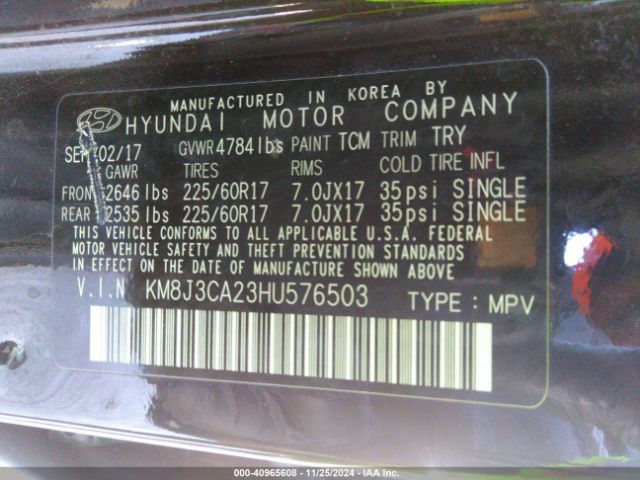 MANUFACTURED IN KOREA BY
HYUNDAI MOTOR COMPANY
SEP/02/17 GVWR 4784 lbs PAINT TCM TRIM TRY
GAWR TIRES RIMS COLD TIRE INFL
FRONT 2646 lbs 225/60R17 7.0JX17 35psi SINGLE
REAR 2535 lbs 225/60R17 7.0JX17 35psi SINGLE
THIS VEHICLE CONFORMS TO ALL APPLICABLE U.S.A. FEDERAL
MOTOR VEHICLE SAFETY AND THEFT PREVENTION STANDARDS
IN EFFECT ON THE DATE OF MANUFACTURE SHOWN ABOVE
V.I.N KM8J3CA23HU576503 TYPE : MPV
000-40965608 - 11/25/2024 - IAA Inc.